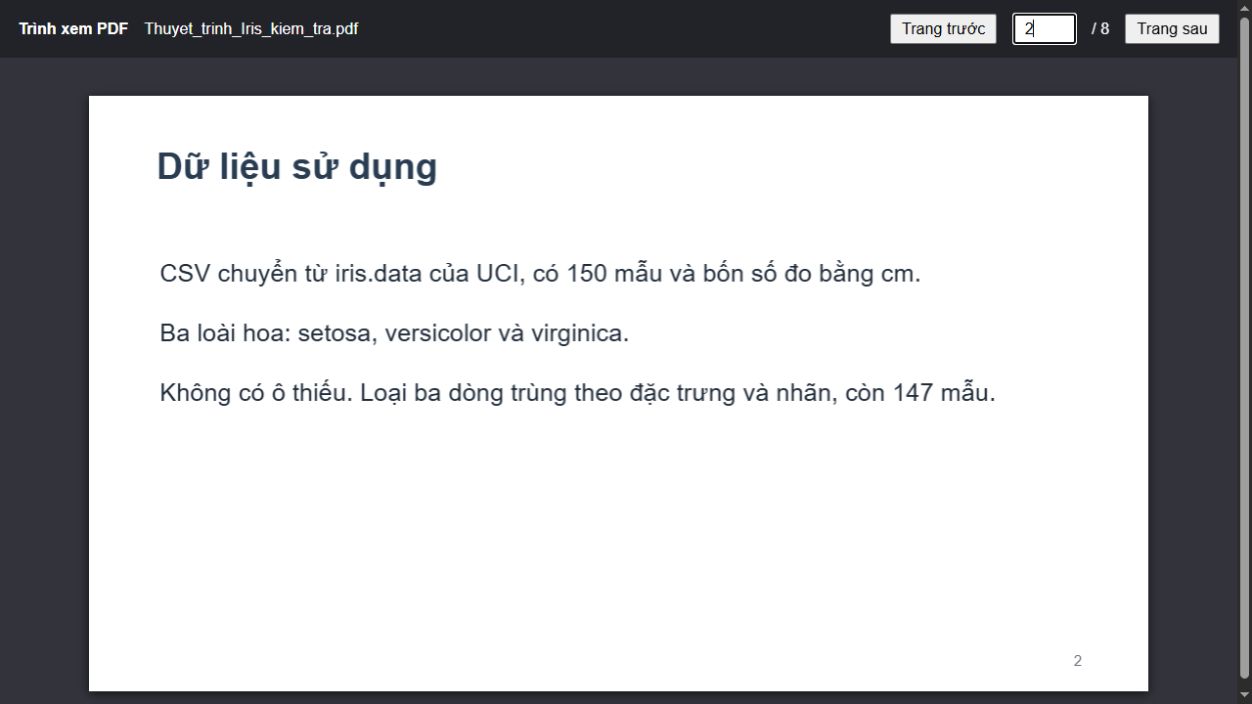 Trình xem PDF Thuyet_trinh_Iris_kiem_tra.pdf Trang trước 2 / 8 Trang sau
Dữ liệu sử dụng
CSV chuyển từ iris.data của UCI, có 150 mẫu và bốn số đo bằng cm.
Ba loài hoa: setosa, versicolor và virginica.
Không có ô thiếu. Loại ba dòng trùng theo đặc trưng và nhãn, còn 147 mẫu.
2